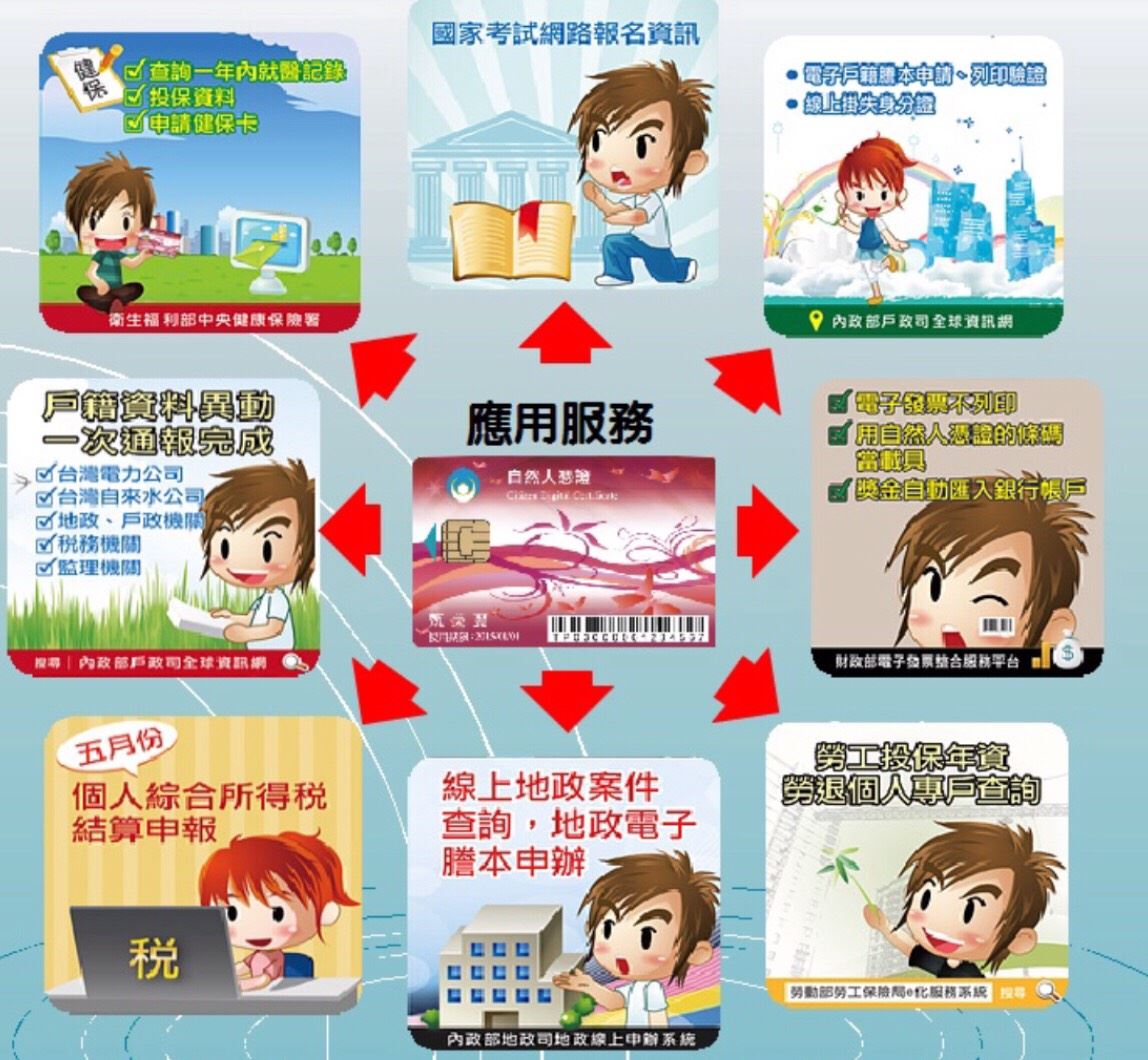 國家考試網路報名資訊
健保
查詢一年內就醫記錄
投保資料
申請健保卡
衛生福利部中央健康保險署
電子戶籍謄本申請、列印驗證
線上掛失身分證
內政部戶政司全球資訊網
戶籍資料異動
一次通報完成
台灣電力公司
台灣自來水公司
地政、戶政機關
稅務機關
監理機關
搜尋
內政部戶政司全球資訊網
應用服務
自然人憑證
Citizen Digital Certificate
使用期限:2015/01/01
電子發票不列印
用自然人憑證的條碼
當載具
獎金自動匯入銀行帳戶
財政部電子發票整合服務平台
五月份
個人綜合所得稅
結算申報
稅
線上地政案件
查詢，地政電子
謄本申辦
內政部地政司地政線上申辦系統
勞工投保年資
勞退個人專戶查詢
勞動部勞工保險局e化服務系統
搜尋